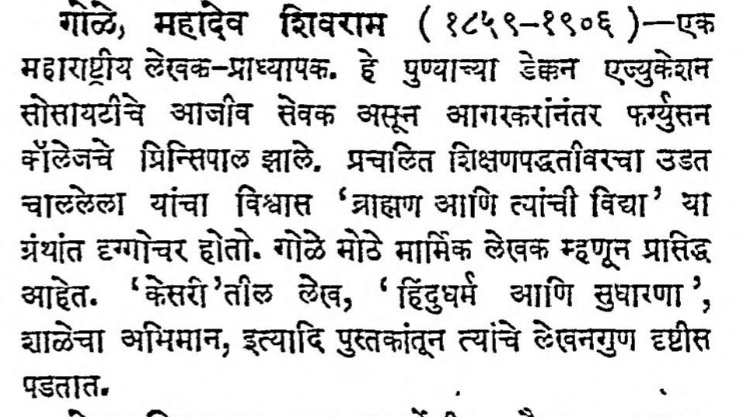 गोळे, महादेव शिवराम ( १८५९–१९०६ )—एक
महाराष्ट्रीय लेखक–प्राध्यापक. हे पुण्याच्या डेक्कन एज्युकेशन
सोसायटीचे आजीव सेवक असून आगरकरांनंतर फर्ग्युसन
कॉलेजचे प्रिन्सिपाल झाले. प्रचालित शिक्षणपद्धतीवरचा उडत
चाललेला यांचा विश्वास ‘ब्राह्मण आणि त्यांची विद्या’ या
ग्रंथांत दृग्गोचर होतो. गोळे मोठे मार्मिक लेखक म्हणून प्रासिद्ध
आहेत. ‘केसरी’तील लेख, ‘हिंदुधर्म आणि सुधारणा’,
शाळेचा अभिमान, इत्यादि पुस्तकांतून त्यांचे लेखनगुण दृष्टीस
पडतात.